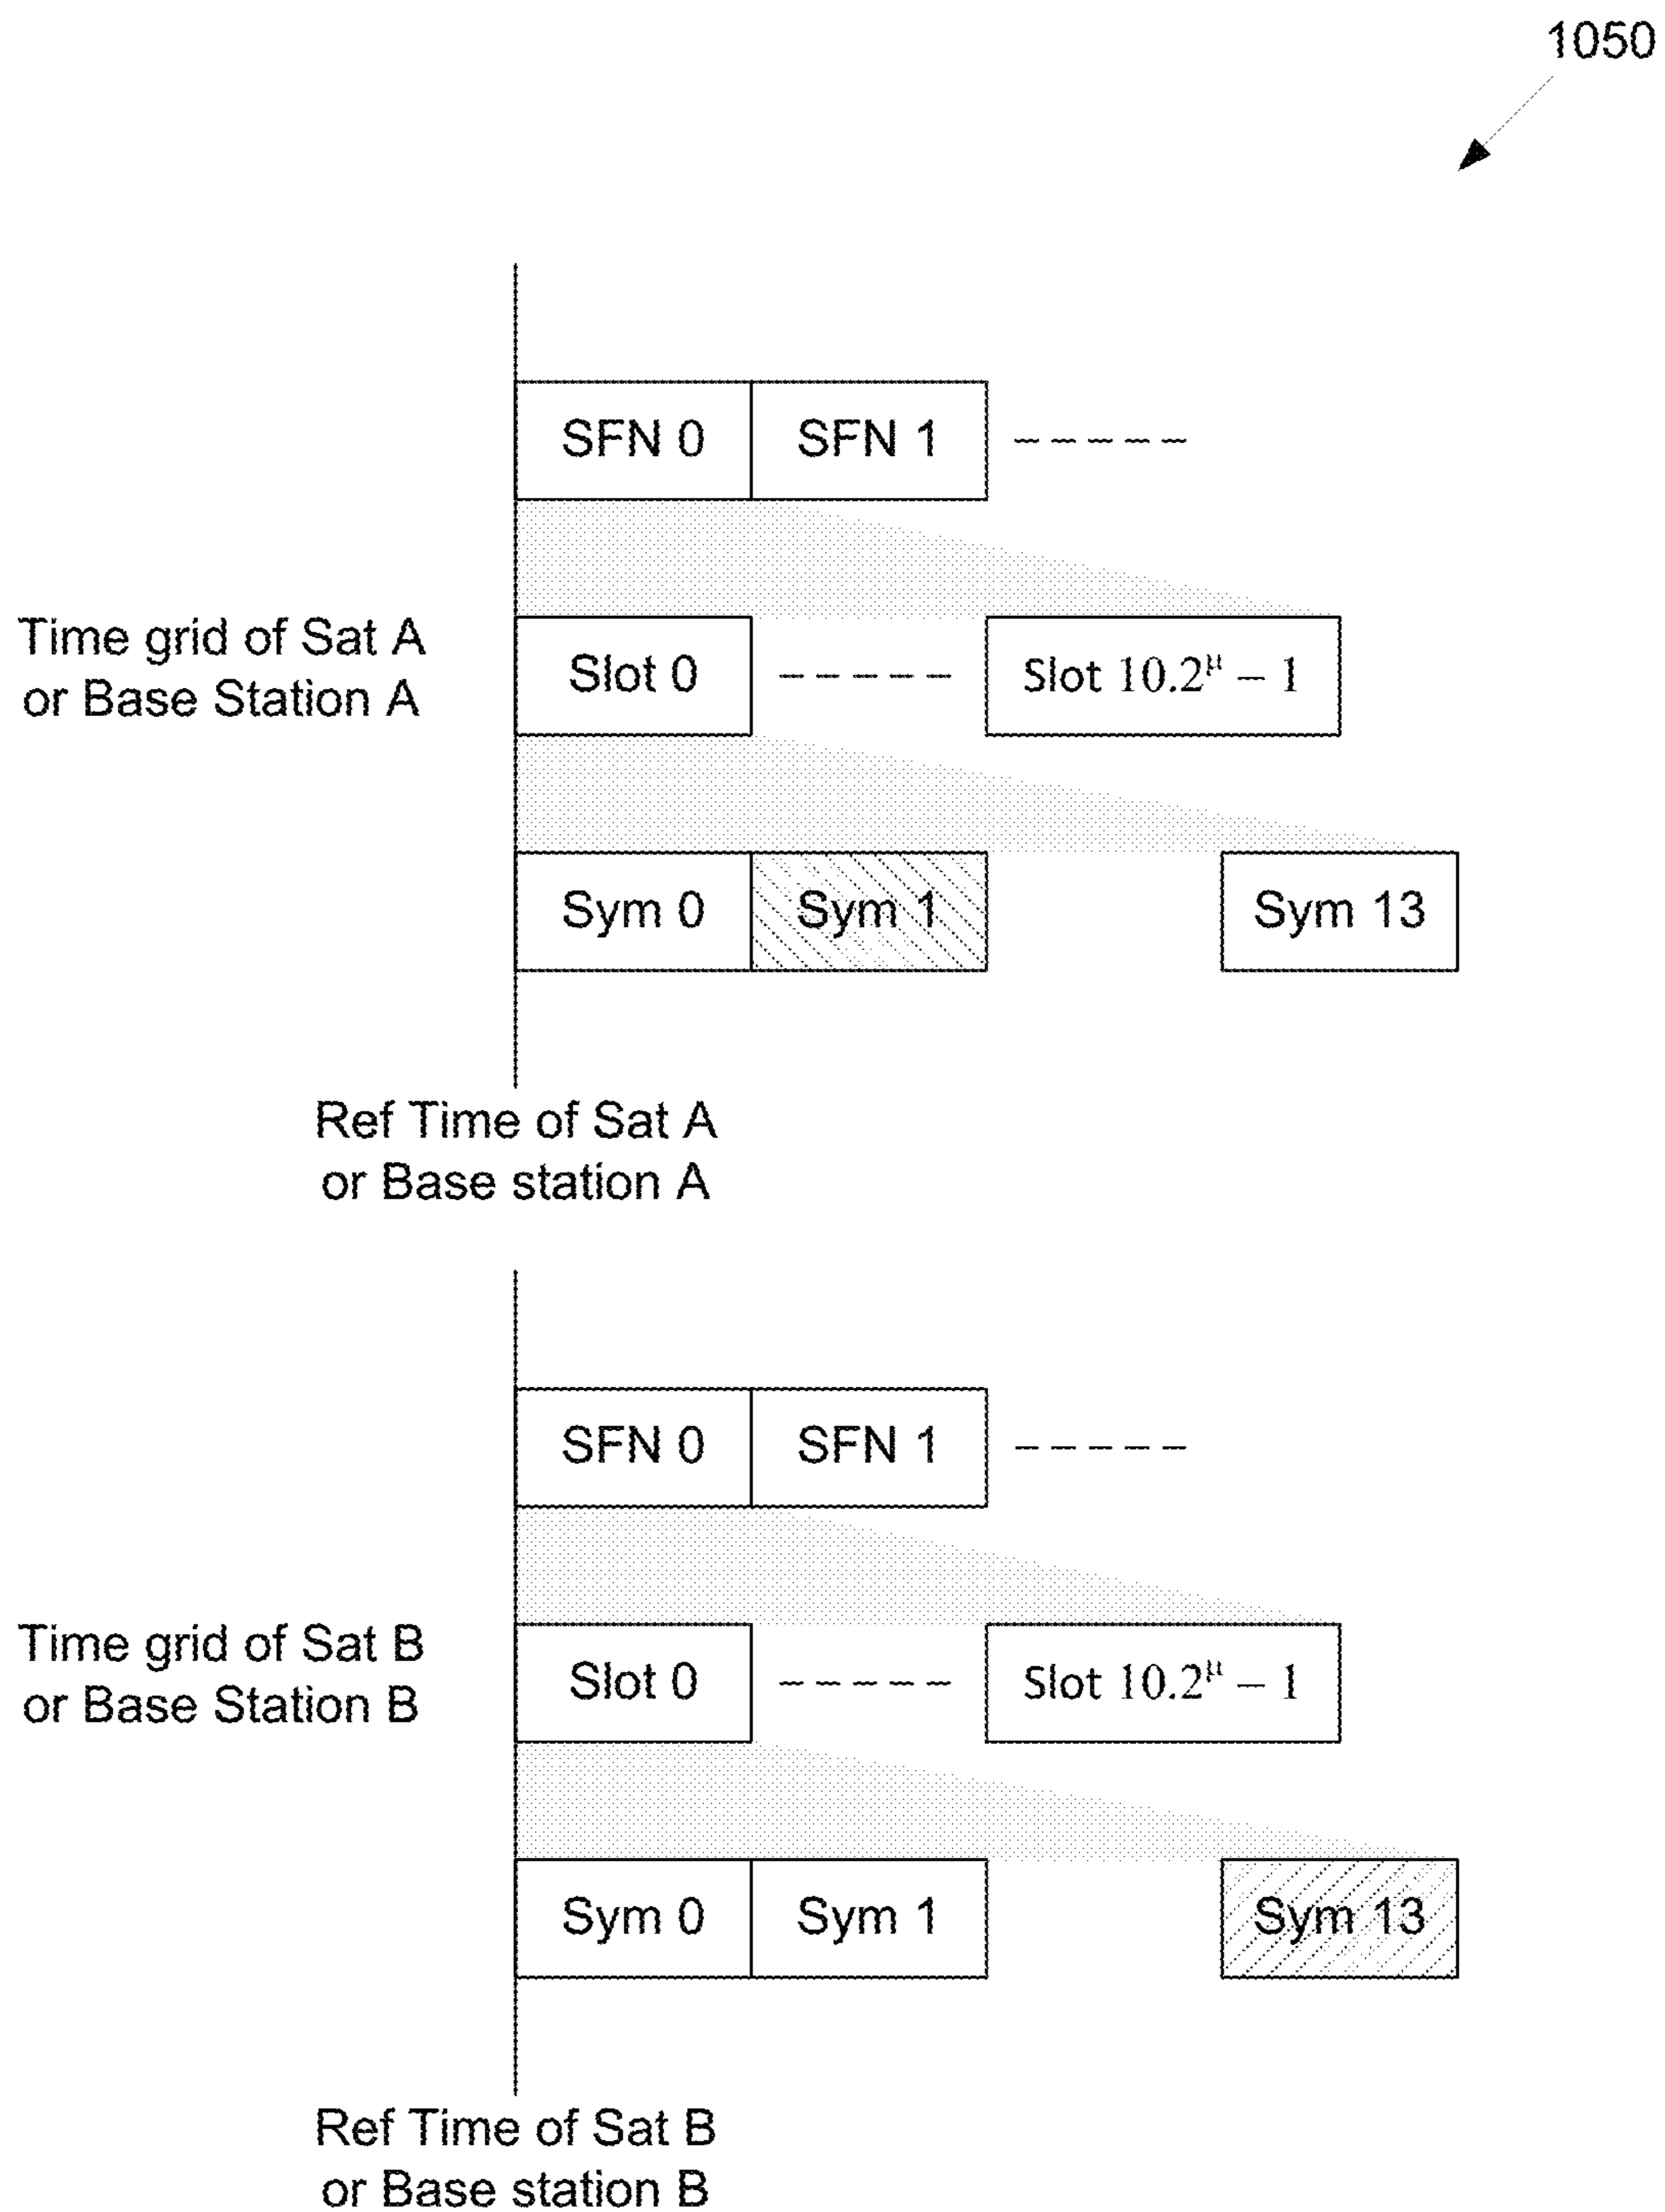 1050
SFN 0 SFN 1
Time grid of Sat A
or Base Station A
Slot 0 Slot 10.2^μ − 1
Sym 0 Sym 1 Sym 13
Ref Time of Sat A
or Base station A
SFN 0 SFN 1
Time grid of Sat B
or Base Station B
Slot 0 Slot 10.2^μ − 1
Sym 0 Sym 1 Sym 13
Ref Time of Sat B
or Base station B